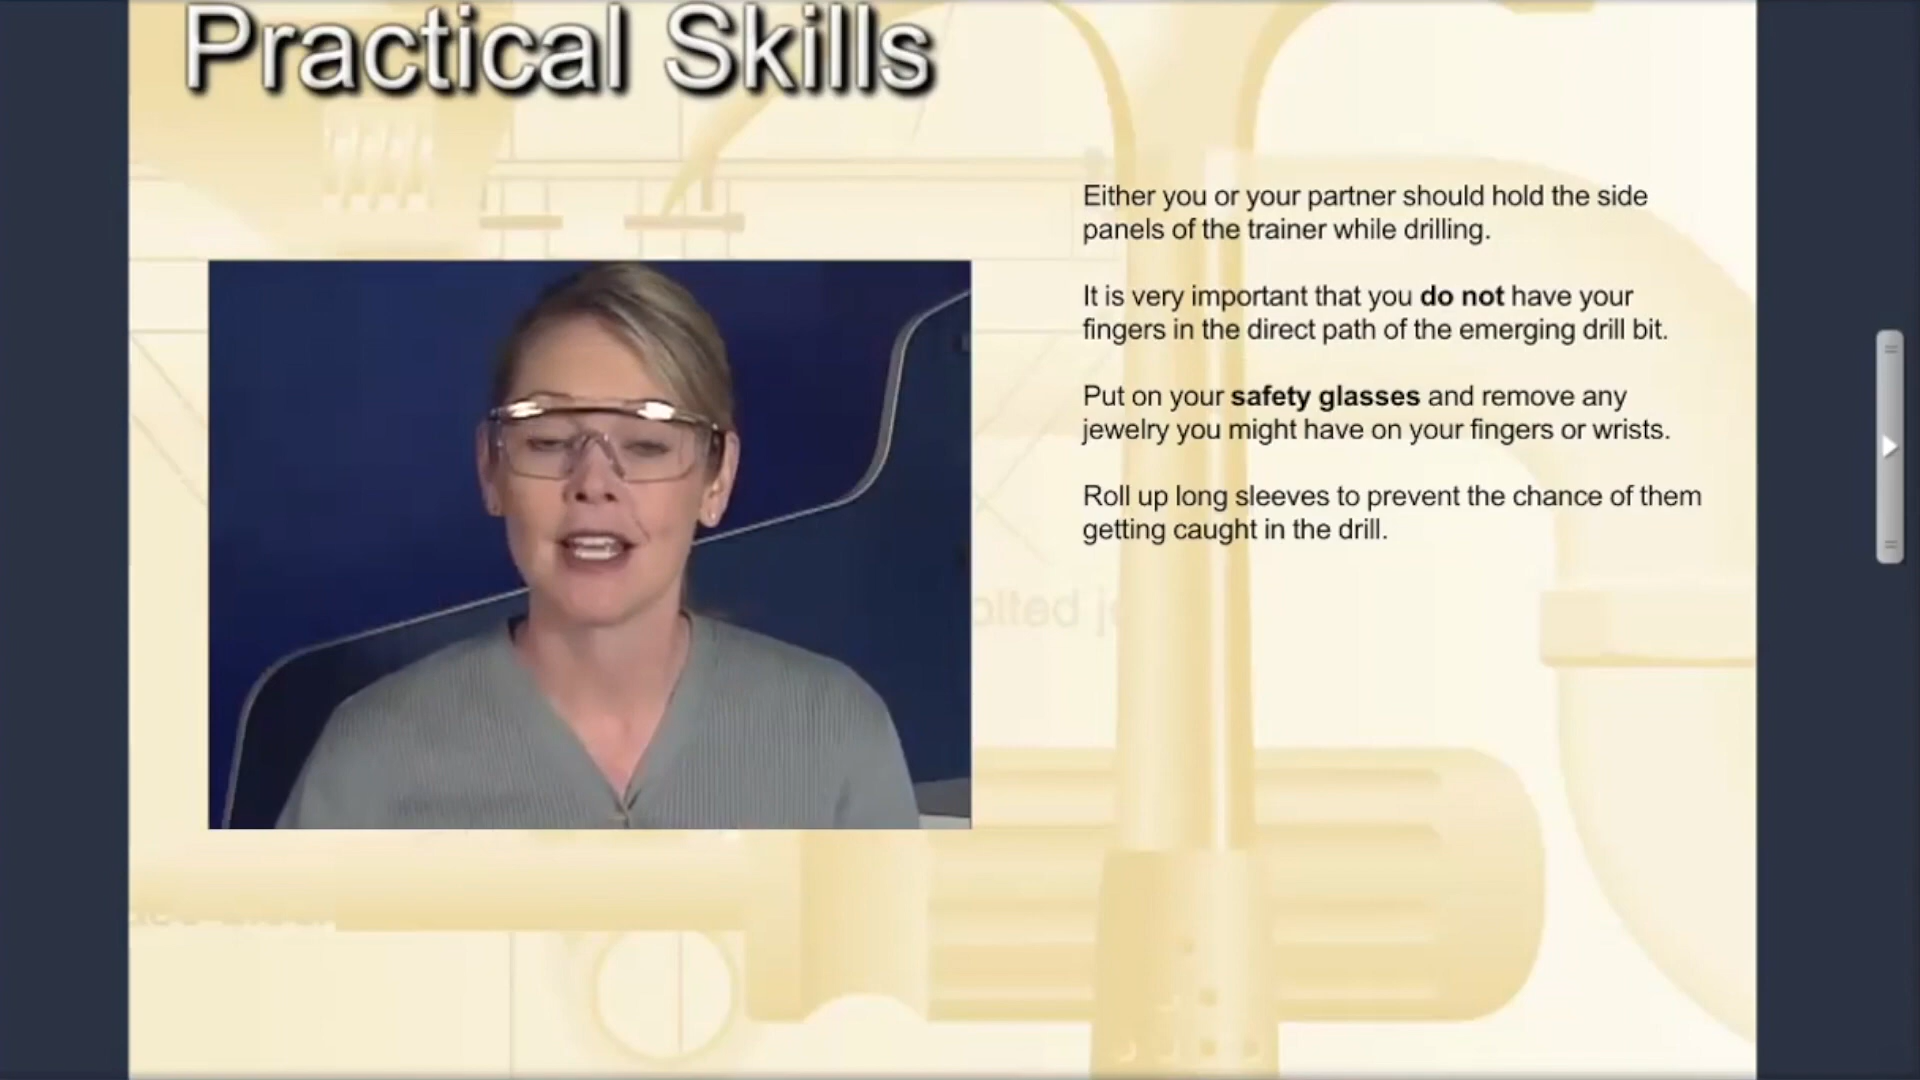 Practical Skills
Either you or your partner should hold the side
panels of the trainer while drilling.
It is very important that you do not have your
fingers in the direct path of the emerging drill bit.
Put on your safety glasses and remove any
jewelry you might have on your fingers or wrists.
Roll up long sleeves to prevent the chance of them
getting caught in the drill.